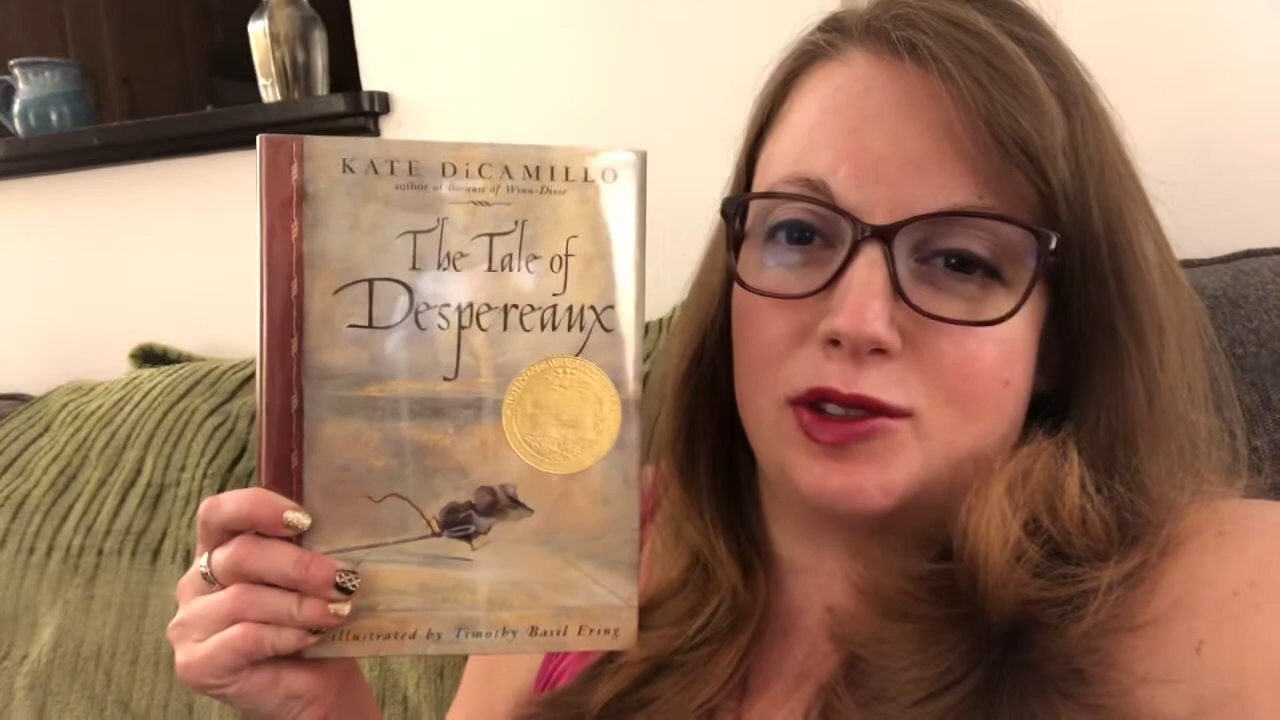 KATE DiCAMILLO
author of Because of Winn-Dixie
The Tale of
Despereaux
illustrated by Timothy Basil Ering